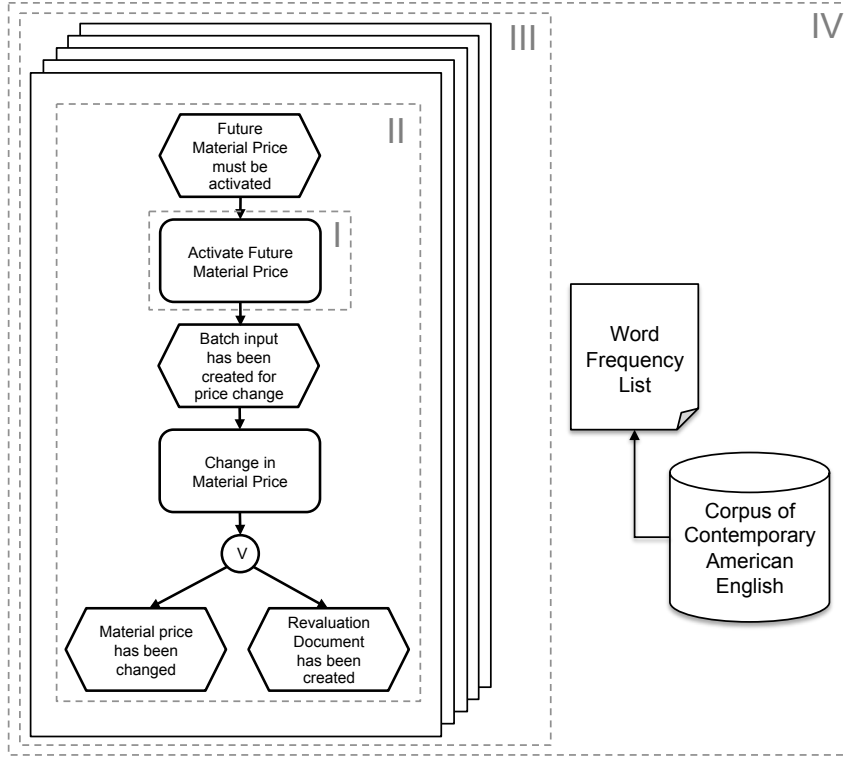 IV
III
II
Future
Material Price
must be
activated
I
Activate Future
Material Price
Batch input
has been
created for
price change
Change in
Material Price
V
Material price
has been
changed
Revaluation
Document
has been
created
Word
Frequency
List
Corpus of
Contemporary
American
English